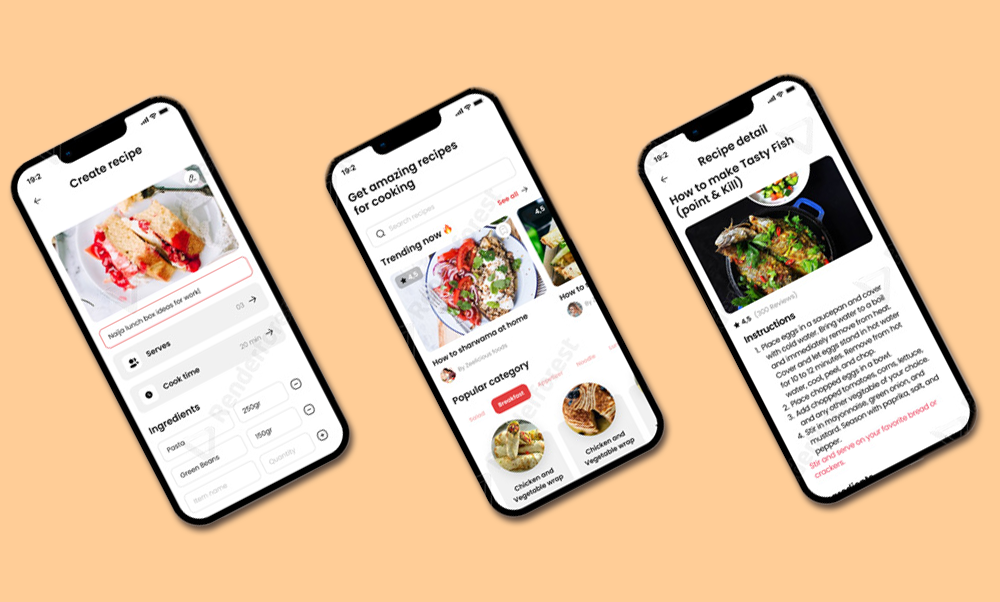 19:2
Create recipe
Naija lunch box ideas for work
Serves
03
Cook time
20 min
Ingredients
Pasta
250gr
Green Beans
150gr
Item name
Quantity
19:2
Get amazing recipes
for cooking
Search recipes
Trending now
See all
4,5
4,5
How to sharwama at home
How to
By Zeelicious foods
By
Popular category
Salad
Breakfast
Appetizer
Noodle
Chicken and
Vegetable wrap
Chicken and
Vegetable wrap
19:2
Recipe detail
How to make Tasty Fish
(point & Kill)
4,5
(300 Reviews)
Instructions
1. Place eggs in a saucepan and cover
with cold water. Bring water to a boil
and immediately remove from heat.
Cover and let eggs stand in hot water
for 10 to 12 minutes. Remove from hot
water, cool, peel, and chop.
2. Place chopped eggs in a bowl.
3. Add chopped tomatoes, corns, lettuce,
and any other vegitable of your choice.
4. Stir in mayonnaise, green onion, and
mustard. Season with paprika, salt, and
pepper.
Stir and serve on your favorite bread or
crackers.
Renderforest
Renderforest
Renderforest